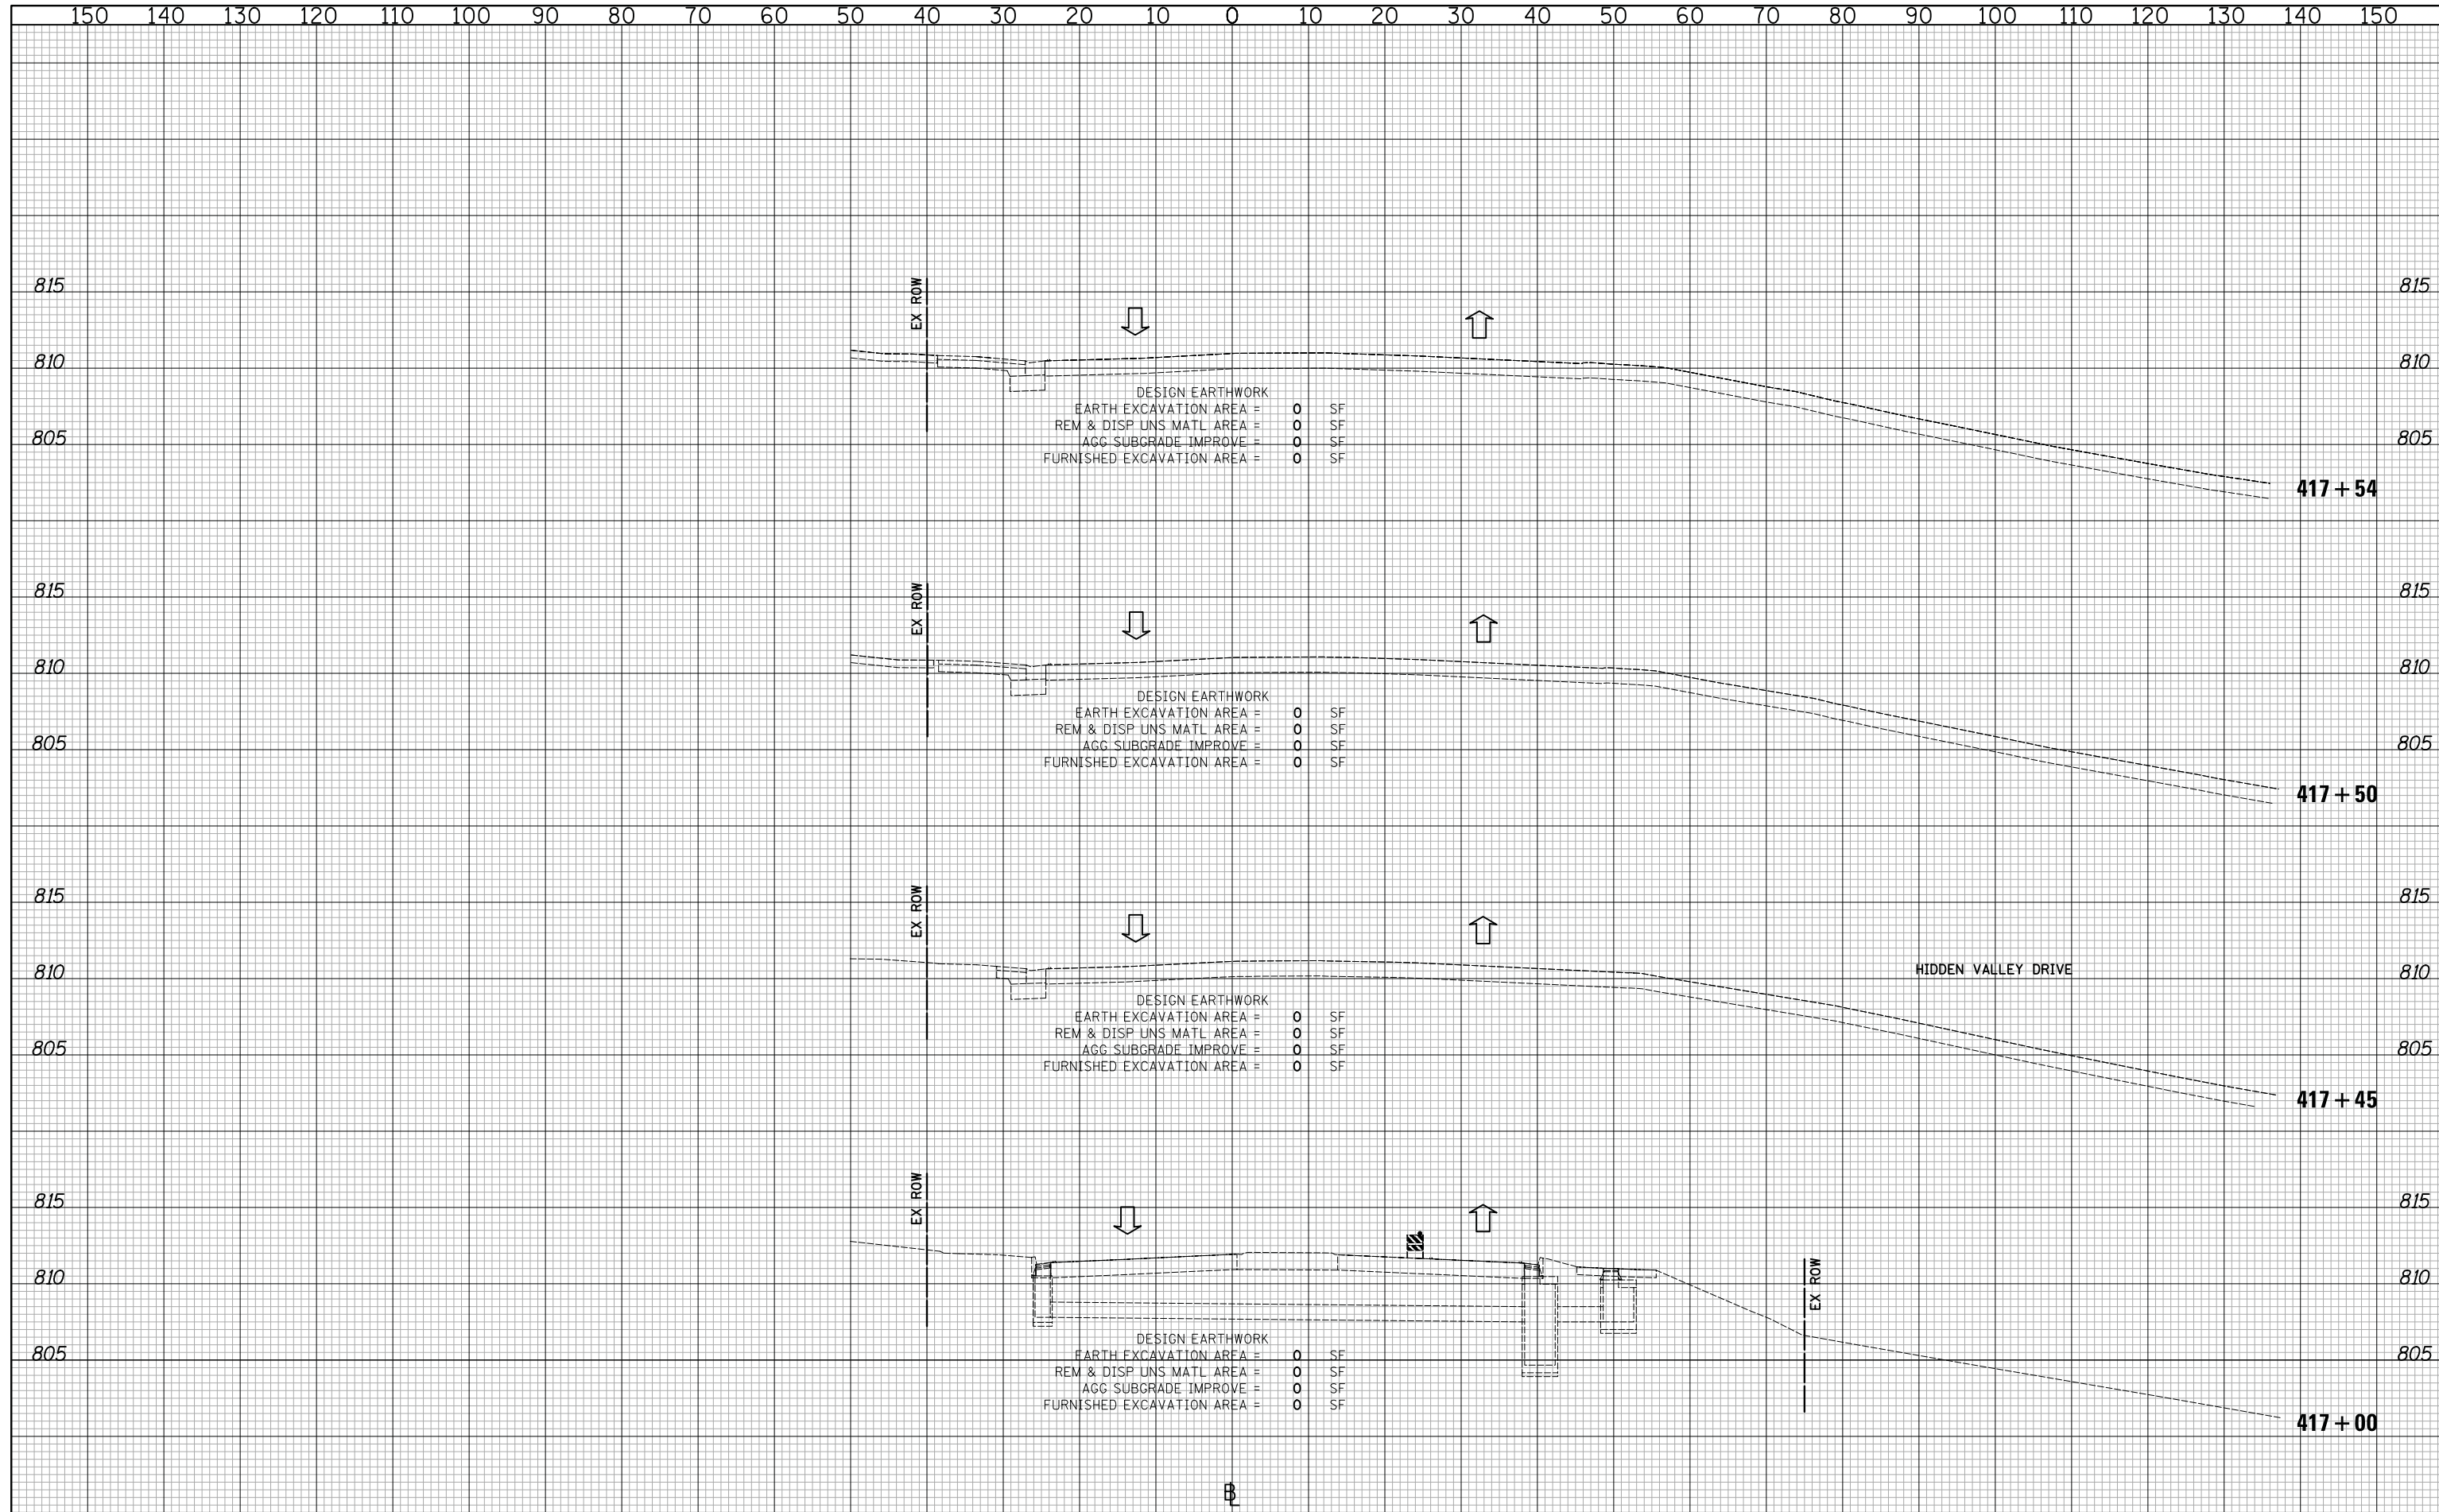 150 140 130 120 110 100 90 80 70 60 50 40 30 20 10 0 10 20 30 40 50 60 70 80 90 100 110 120 130 140 150
815 EX ROW 815
810 810
DESIGN EARTHWORK
EARTH EXCAVATION AREA = 0 SF
REM & DISP UNS MATL AREA = 0 SF
805 AGG SUBGRADE IMPROVE = 0 SF 805
FURNISHED EXCAVATION AREA = 0 SF
417+54
815 EX ROW 815
810 810
DESIGN EARTHWORK
EARTH EXCAVATION AREA = 0 SF
REM & DISP UNS MATL AREA = 0 SF
805 AGG SUBGRADE IMPROVE = 0 SF 805
FURNISHED EXCAVATION AREA = 0 SF
417+50
815 EX ROW 815
810 HIDDEN VALLEY DRIVE 810
DESIGN EARTHWORK
EARTH EXCAVATION AREA = 0 SF
REM & DISP UNS MATL AREA = 0 SF
805 AGG SUBGRADE IMPROVE = 0 SF 805
FURNISHED EXCAVATION AREA = 0 SF
417+45
815 EX ROW 815
810 EX ROW 810
DESIGN EARTHWORK
805 EARTH EXCAVATION AREA = 0 SF 805
REM & DISP UNS MATL AREA = 0 SF
AGG SUBGRADE IMPROVE = 0 SF
FURNISHED EXCAVATION AREA = 0 SF
417+00
BL